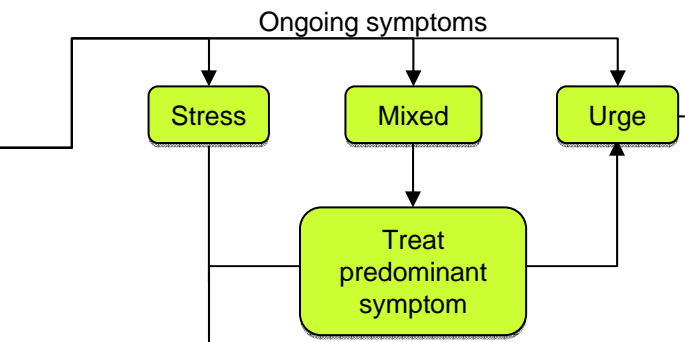 Ongoing symptoms
Stress
Mixed
Urge
Treat
predominant
symptom